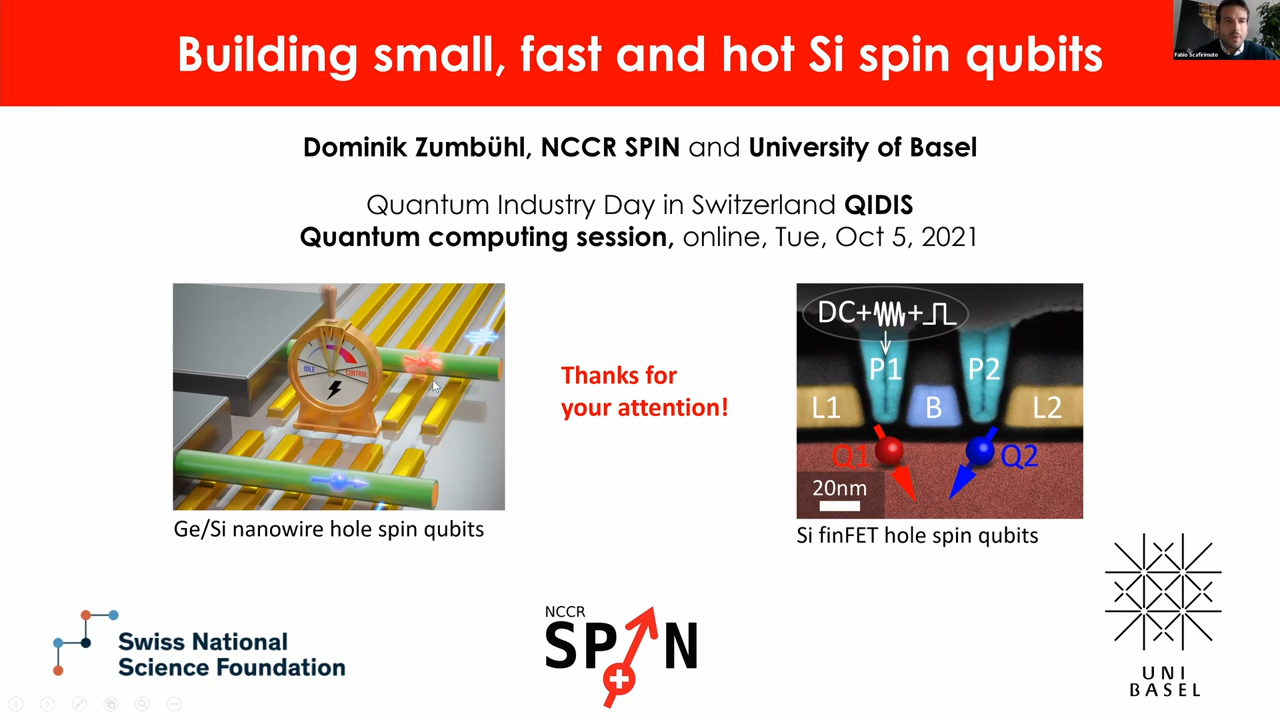 Building small, fast and hot Si spin qubits
Fabio Scafirimuto
Dominik Zumbühl, NCCR SPIN and University of Basel
Quantum Industry Day in Switzerland QIDIS
Quantum computing session, online, Tue, Oct 5, 2021
IDLE
CONTROL
Thanks for
your attention!
DC+
+
P1
P2
L1
B
L2
Q1
Q2
20nm
Ge/Si nanowire hole spin qubits
Si finFET hole spin qubits
Swiss National
Science Foundation
NCCR
SPIN
UNI
BASEL